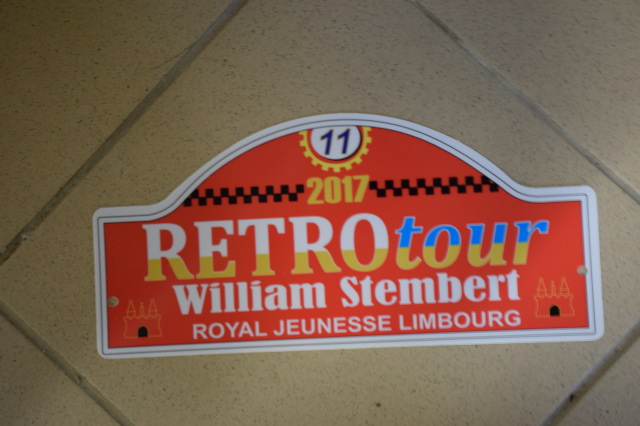 11
2017
RETROtour
William Stembert
ROYAL JEUNESSE LIMBOURG